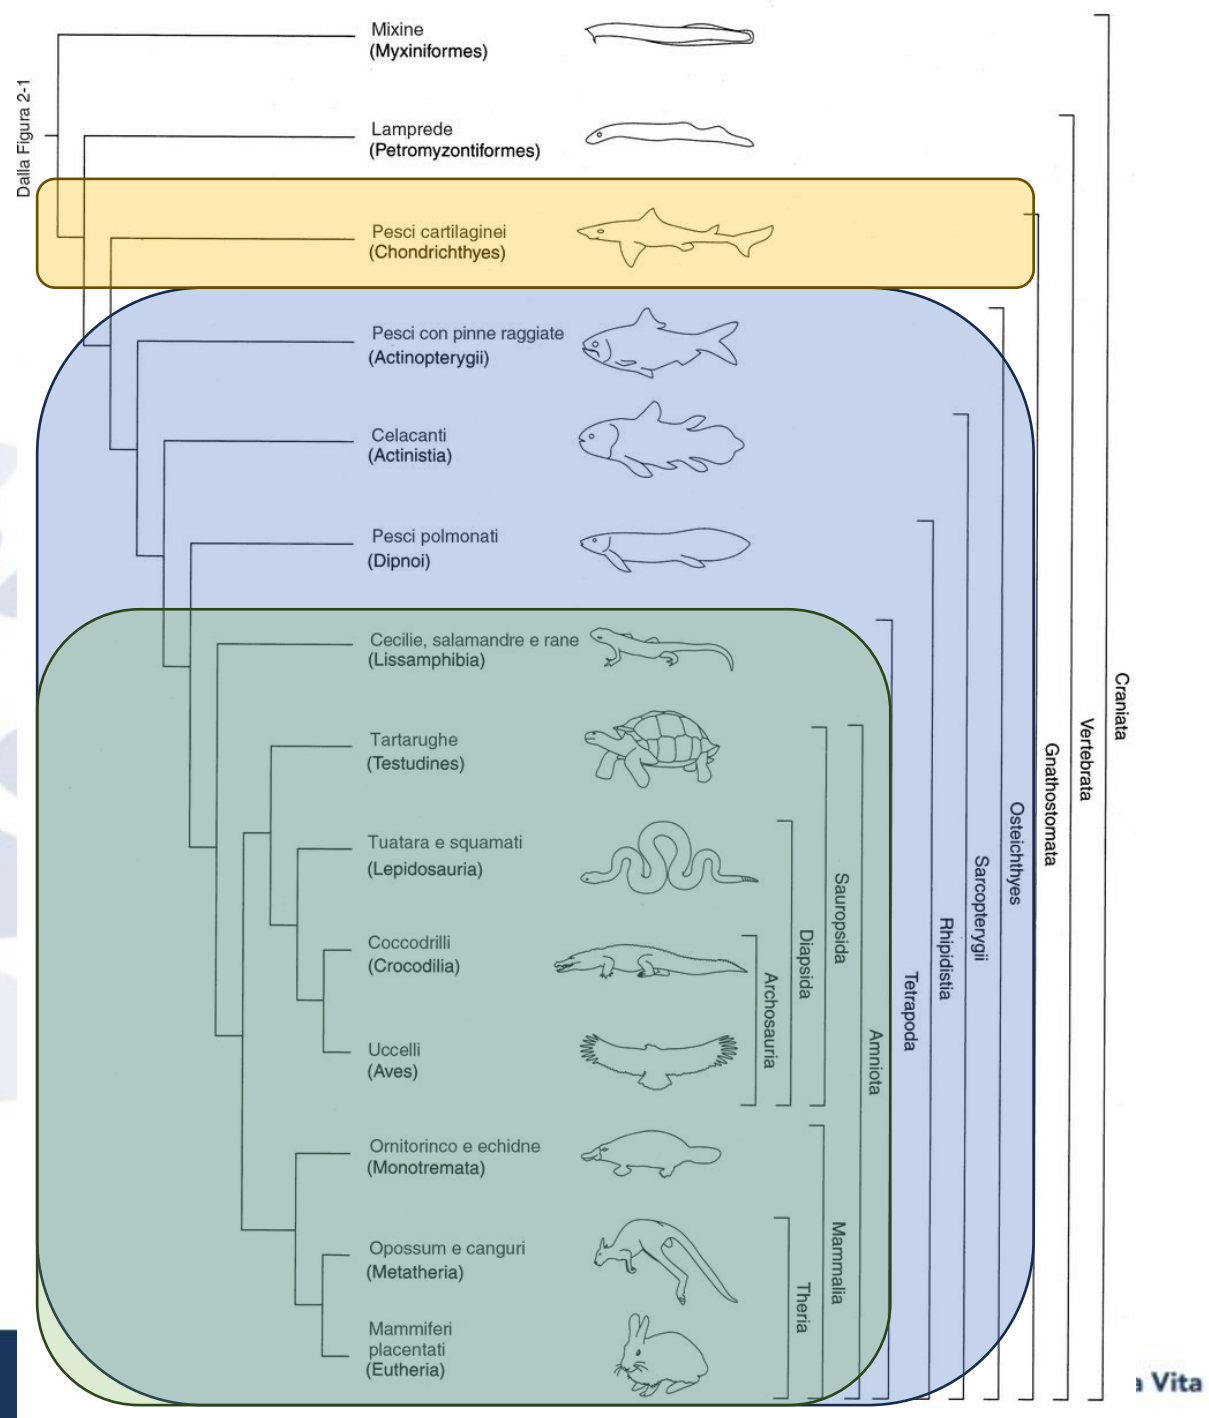 Dalla Figura 2-1
Mixine
(Myxiniformes)
Lamprede
(Petromyzontiformes)
Pesci cartilaginei
(Chondrichthyes)
Pesci con pinne raggiate
(Actinopterygii)
Celacanti
(Actinistia)
Pesci polmonati
(Dipnoi)
Cecilie, salamandre e rane
(Lissamphibia)
Tartarughe
(Testudines)
Tuatara e squamati
(Lepidosauria)
Coccodrilli
(Crocodilia)
Uccelli
(Aves)
Ornitorinco e echidne
(Monotremata)
Opossum e canguri
(Metatheria)
Mammiferi
placentati
(Eutheria)
Archosauria
Diapsida
Sauropsida
Theria
Mammalia
Amniota
Tetrapoda
Rhipidistia
Sarcopterygii
Osteichthyes
Gnathostomata
Vertebrata
Craniata
a Vita